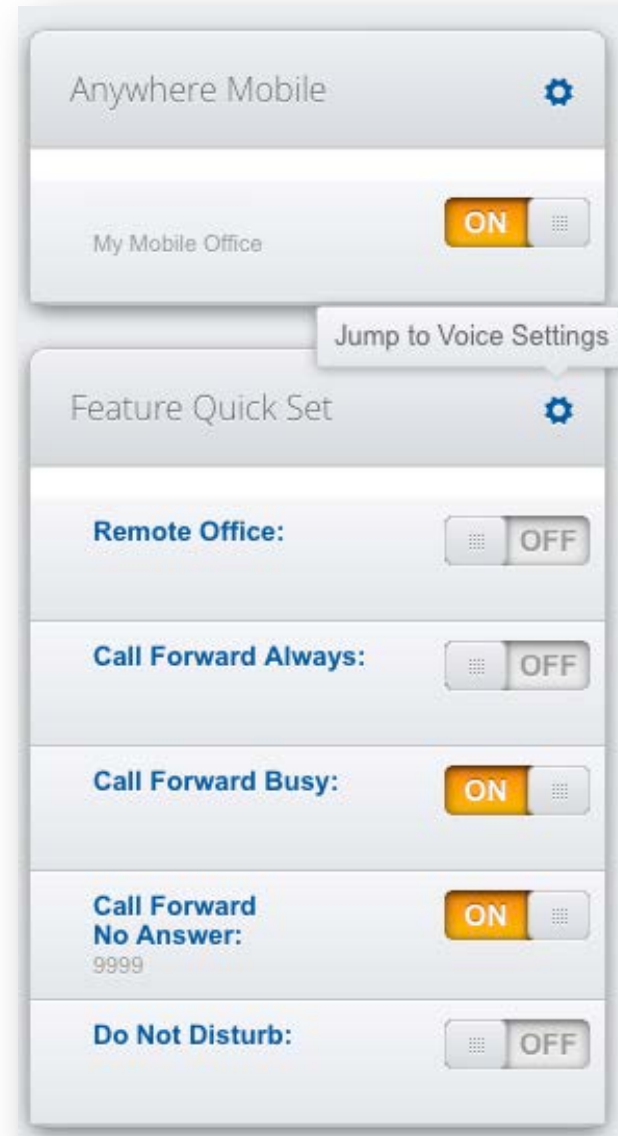 Anywhere Mobile
My Mobile Office
ON
Jump to Voice Settings
Feature Quick Set
Remote Office:
OFF
Call Forward Always:
OFF
Call Forward Busy:
ON
Call Forward
No Answer:
9999
ON
Do Not Disturb:
OFF